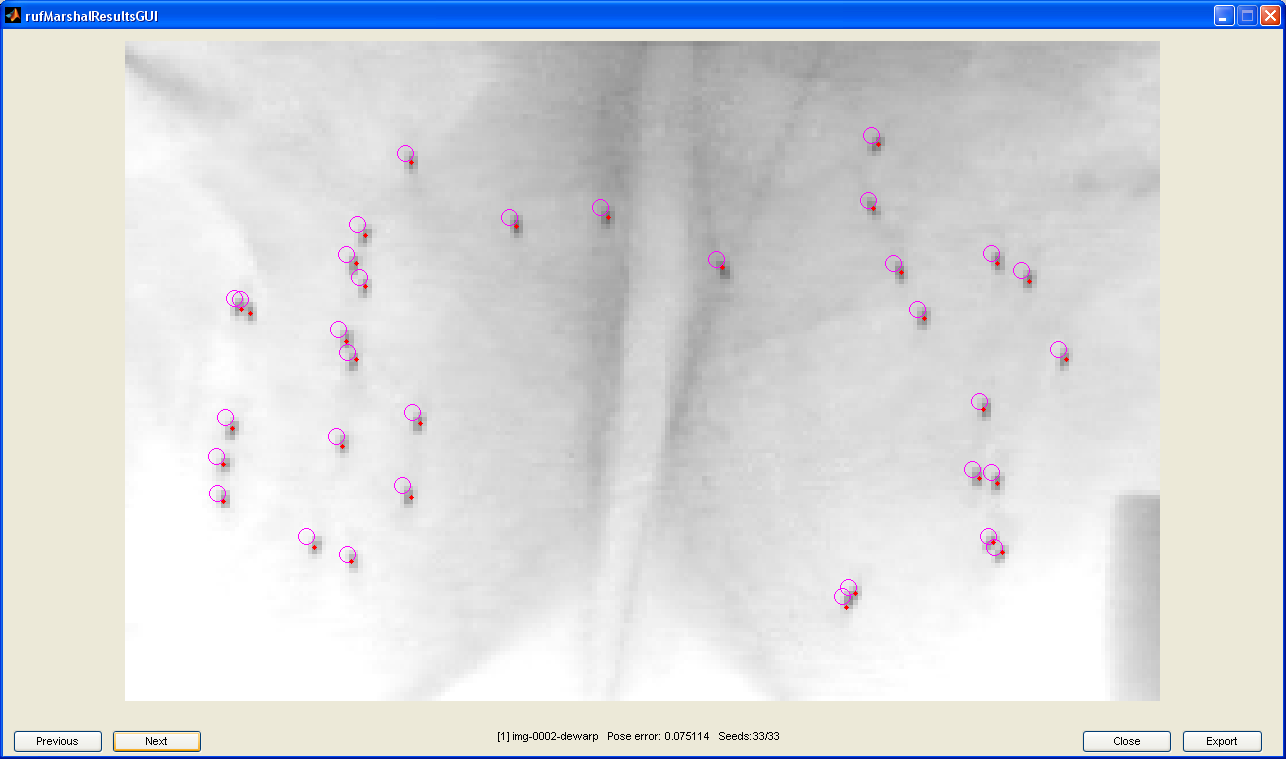 rufMarshalResultsGUI
Previous
Next
[1] img-0002-dewarp Pose error: 0.075114 Seeds:33/33
Close
Export